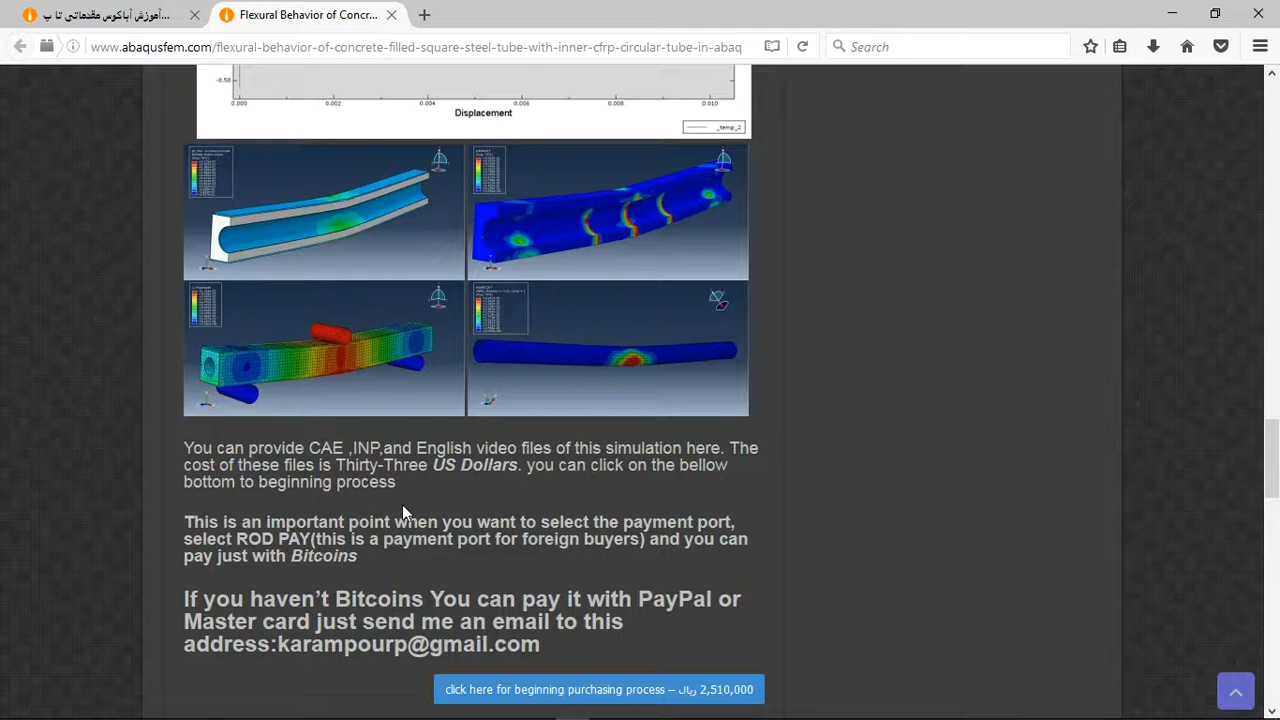 آموزش آباکوس مقدماتی تا پ...
Flexural Behavior of Concr...
www.abaqusfem.com/flexural-behavior-of-concrete-filled-square-steel-tube-with-inner-cfrp-circular-tube-in-abaq
Search
-0.50
0.000 0.002 0.004 0.006 0.008 0.010
Displacement
_temp_2
You can provide CAE ,INP,and English video files of this simulation here. The
cost of these files is Thirty-Three US Dollars. you can click on the bellow
bottom to beginning process
This is an important point when you want to select the payment port,
select ROD PAY(this is a payment port for foreign buyers) and you can
pay just with Bitcoins
If you haven’t Bitcoins You can pay it with PayPal or
Master card just send me an email to this
address:karampourp@gmail.com
click here for beginning purchasing process – 2,510,000 ریال